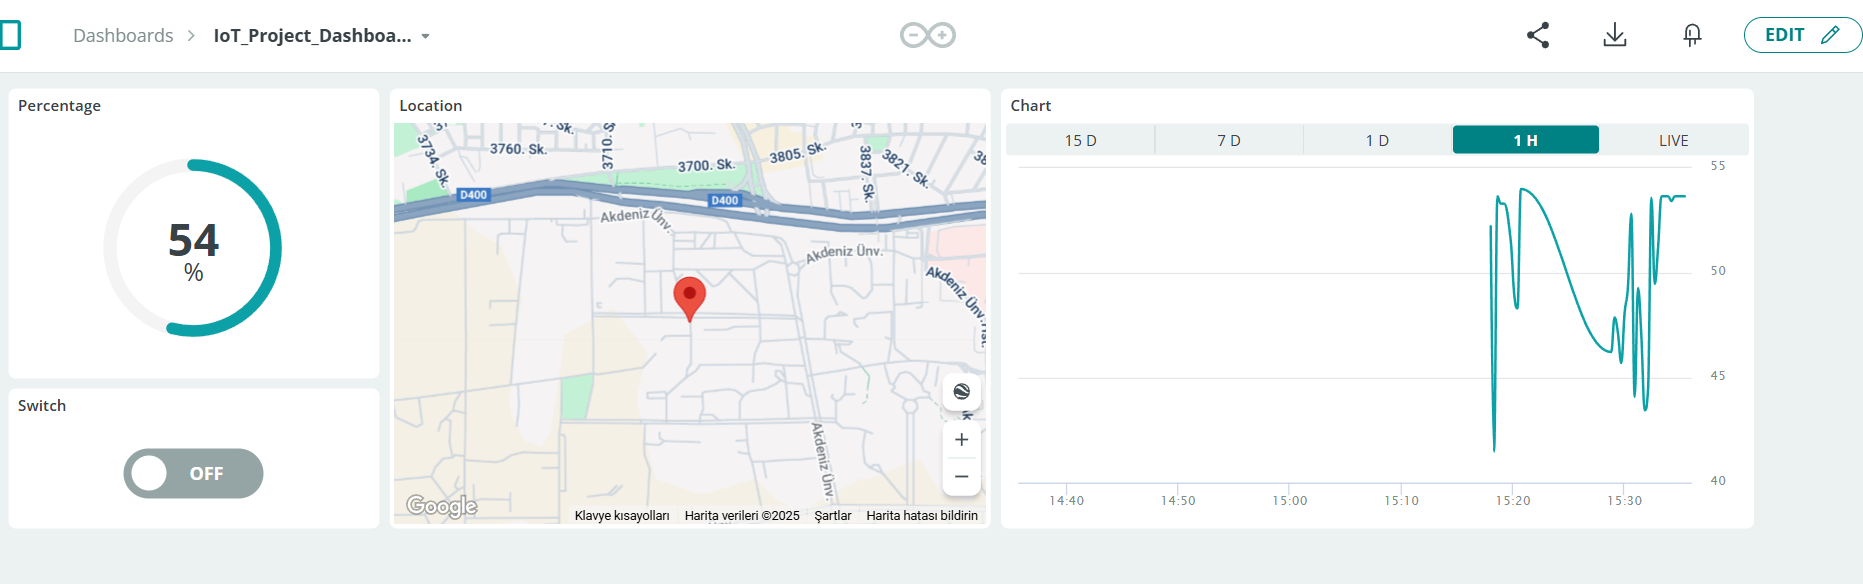 Dashboards > IoT_Project_Dashboa...
EDIT
Percentage
54
%
Switch
OFF
Location
3734. Sk.
3760. Sk.
3710. S
3700. Sk.
3805. Sk.
3837. Sk.
3821. Sk.
D400
D400
Akdeniz Ünv.
Akdeniz Ünv.
Akdeniz Ünv.
Akdeniz Ünv.
Google
Klavye kısayolları
Harita verileri ©2025
Şartlar
Harita hatası bildirin
Chart
15 D
7 D
1 D
1 H
LIVE
55
50
45
40
14:40
14:50
15:00
15:10
15:20
15:30